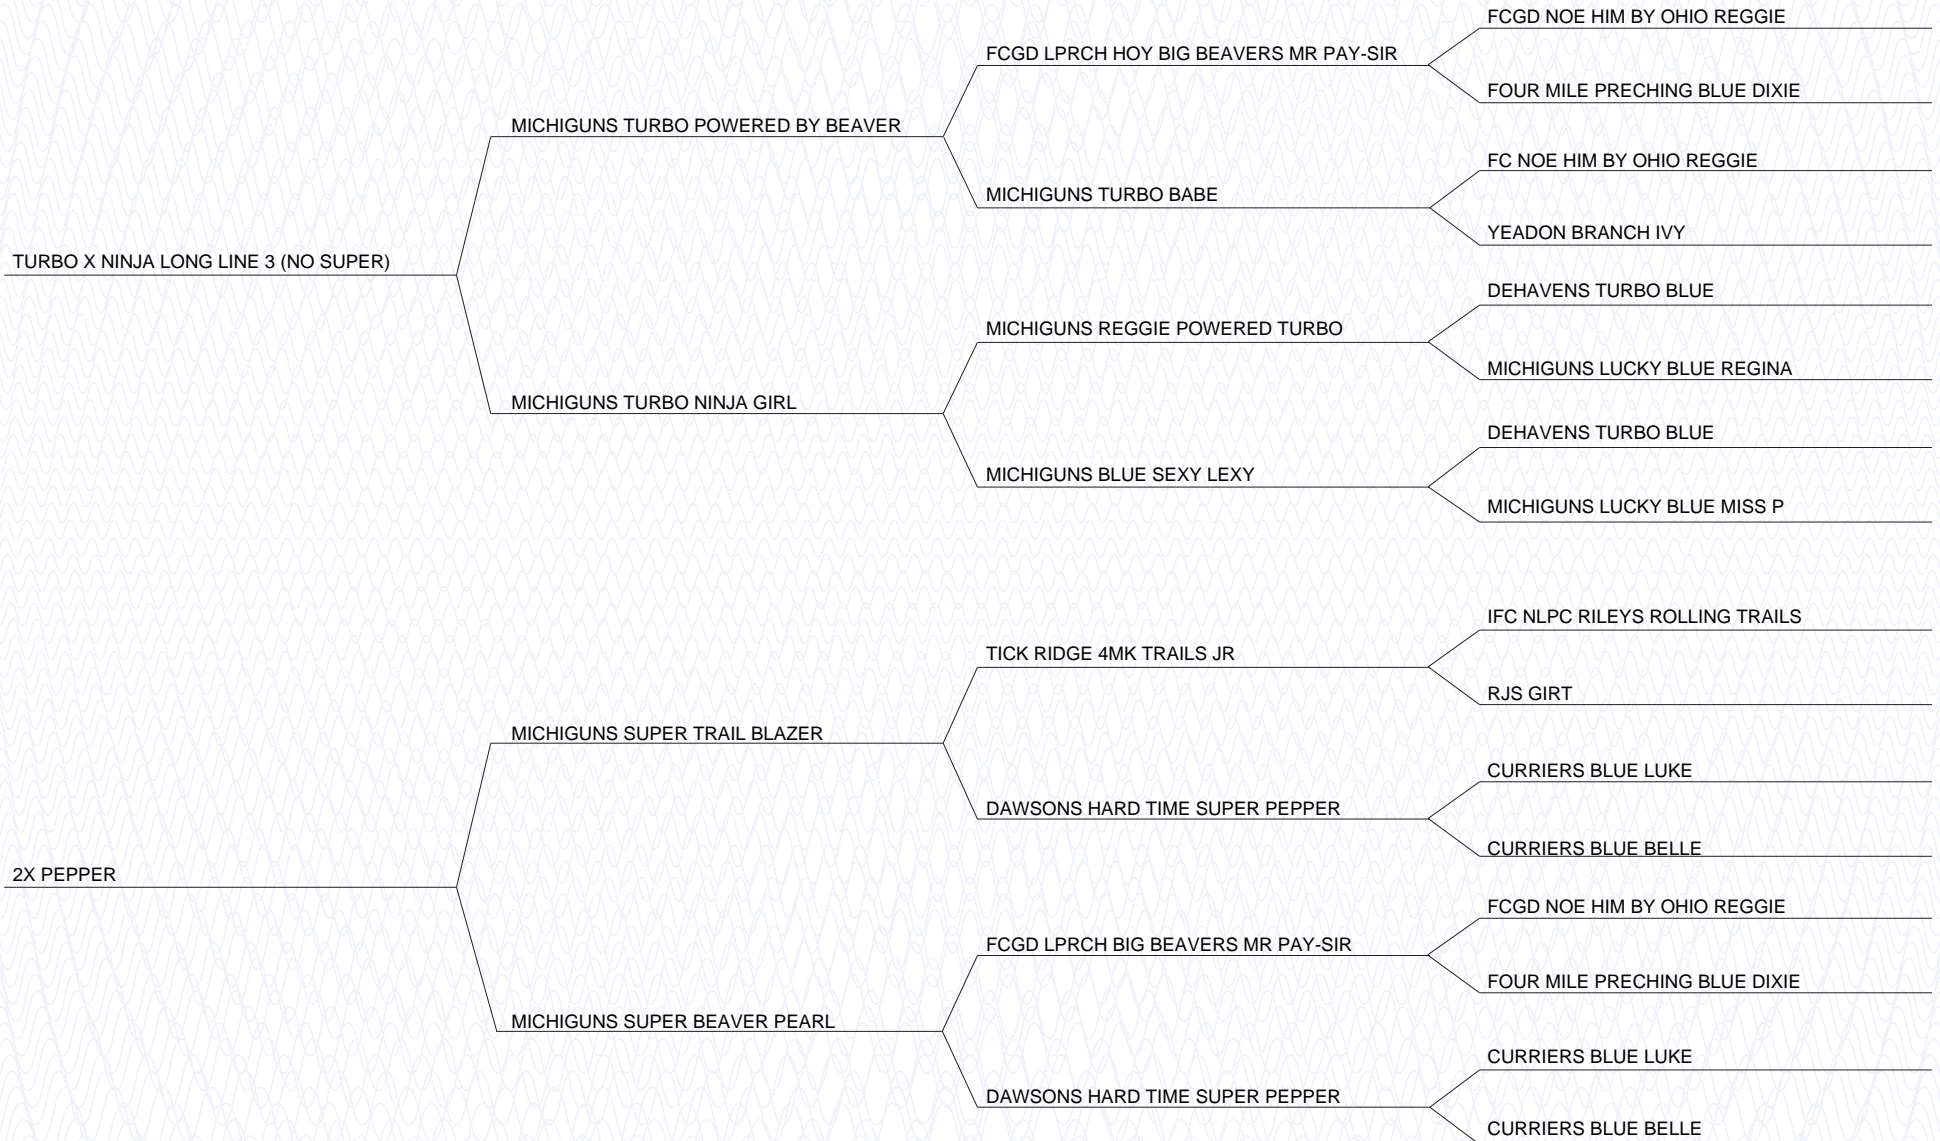 FCGD NOE HIM BY OHIO REGGIE
FCGD LPRCH HOY BIG BEAVERS MR PAY-SIR
FOUR MILE PRECHING BLUE DIXIE
MICHIGUNS TURBO POWERED BY BEAVER
FC NOE HIM BY OHIO REGGIE
MICHIGUNS TURBO BABE
YEADON BRANCH IVY
TURBO X NINJA LONG LINE 3 (NO SUPER)
DEHAVENS TURBO BLUE
MICHIGUNS REGGIE POWERED TURBO
MICHIGUNS LUCKY BLUE REGINA
MICHIGUNS TURBO NINJA GIRL
DEHAVENS TURBO BLUE
MICHIGUNS BLUE SEXY LEXY
MICHIGUNS LUCKY BLUE MISS P
IFC NLPC RILEYS ROLLING TRAILS
TICK RIDGE 4MK TRAILS JR
RJS GIRT
MICHIGUNS SUPER TRAIL BLAZER
CURRIERS BLUE LUKE
DAWSONS HARD TIME SUPER PEPPER
CURRIERS BLUE BELLE
2X PEPPER
FCGD NOE HIM BY OHIO REGGIE
FCGD LPRCH BIG BEAVERS MR PAY-SIR
FOUR MILE PRECHING BLUE DIXIE
MICHIGUNS SUPER BEAVER PEARL
CURRIERS BLUE LUKE
DAWSONS HARD TIME SUPER PEPPER
CURRIERS BLUE BELLE